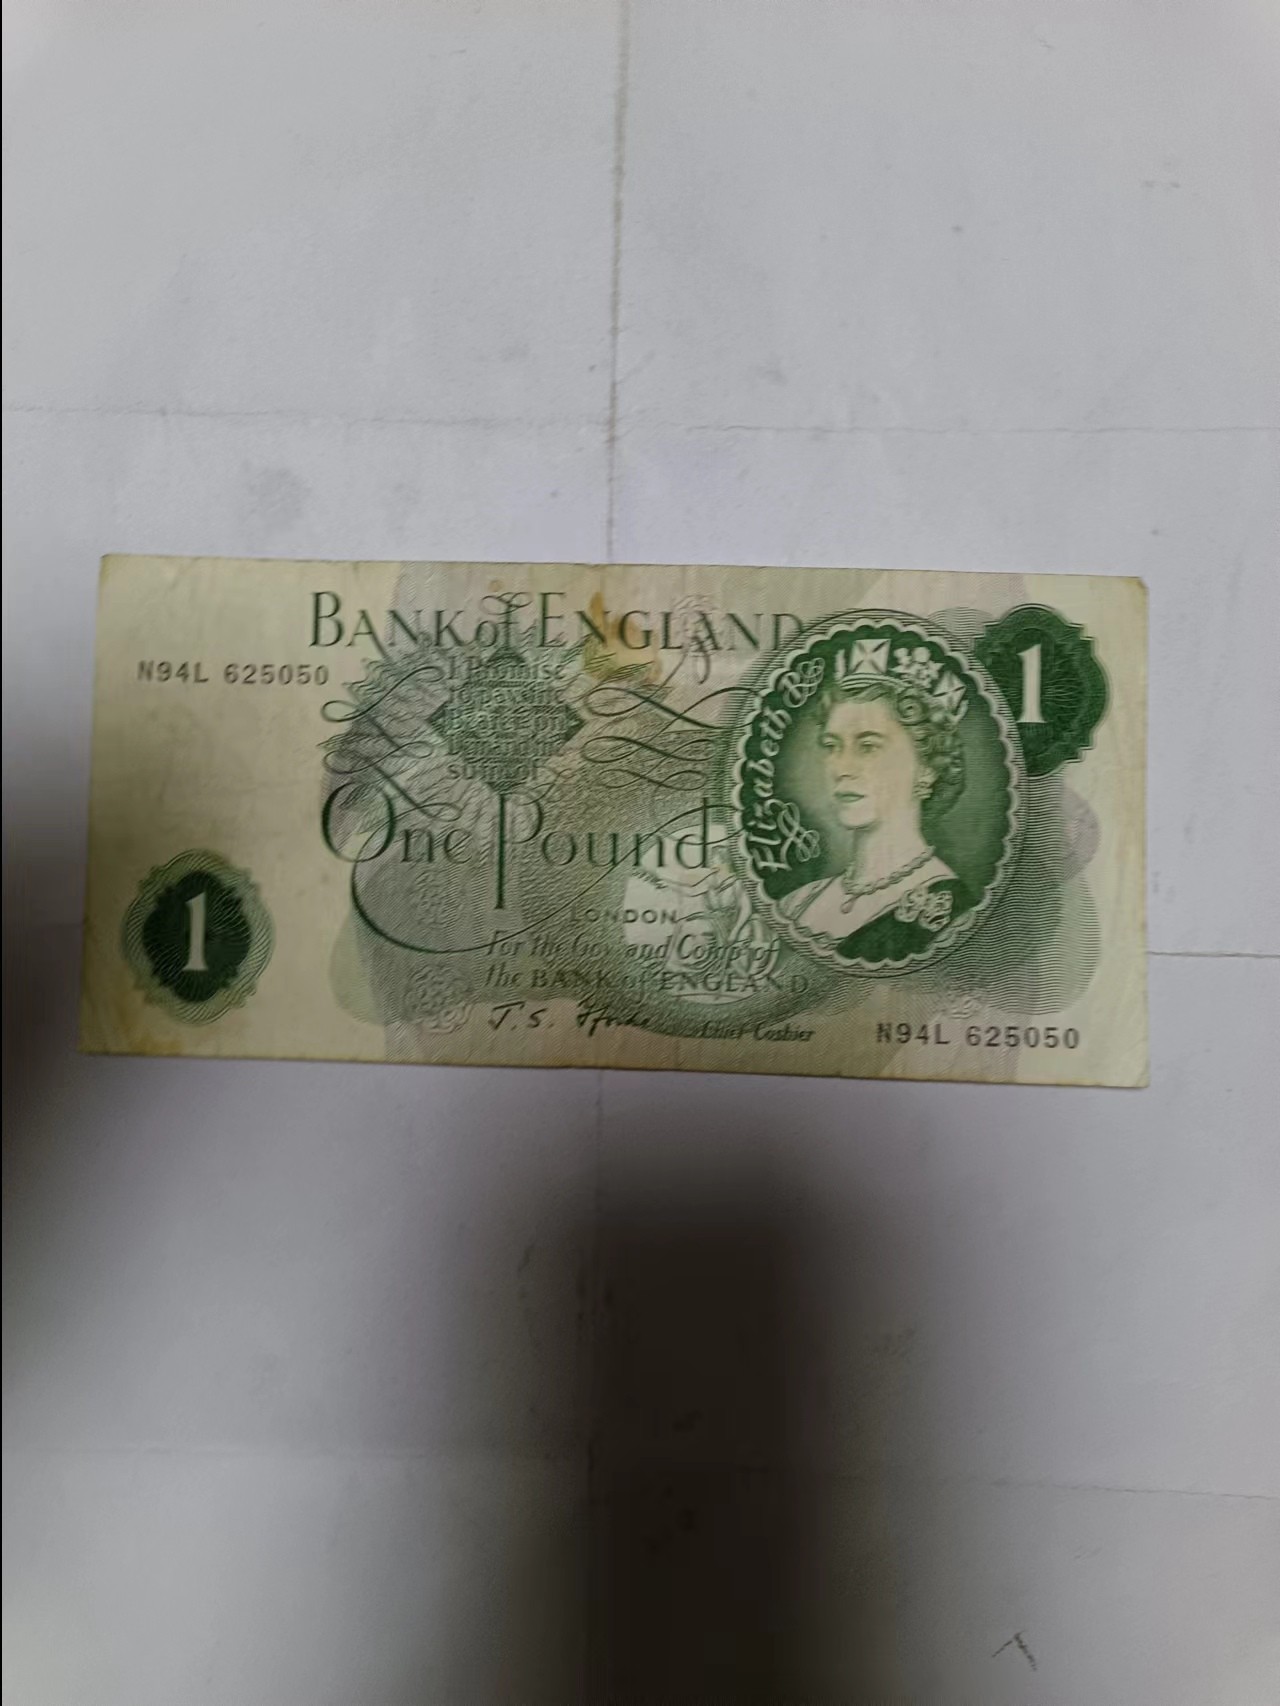 BANK of ENGLAND
N94L 625050
1
I Promise
to pay the
Bearer on
Demand the
sum of
One Pound
Elizabeth
1
LONDON
For the Gov.r and Comp.a of
the BANK of ENGLAND
J. S. Fforde Chief Cashier
N94L 625050